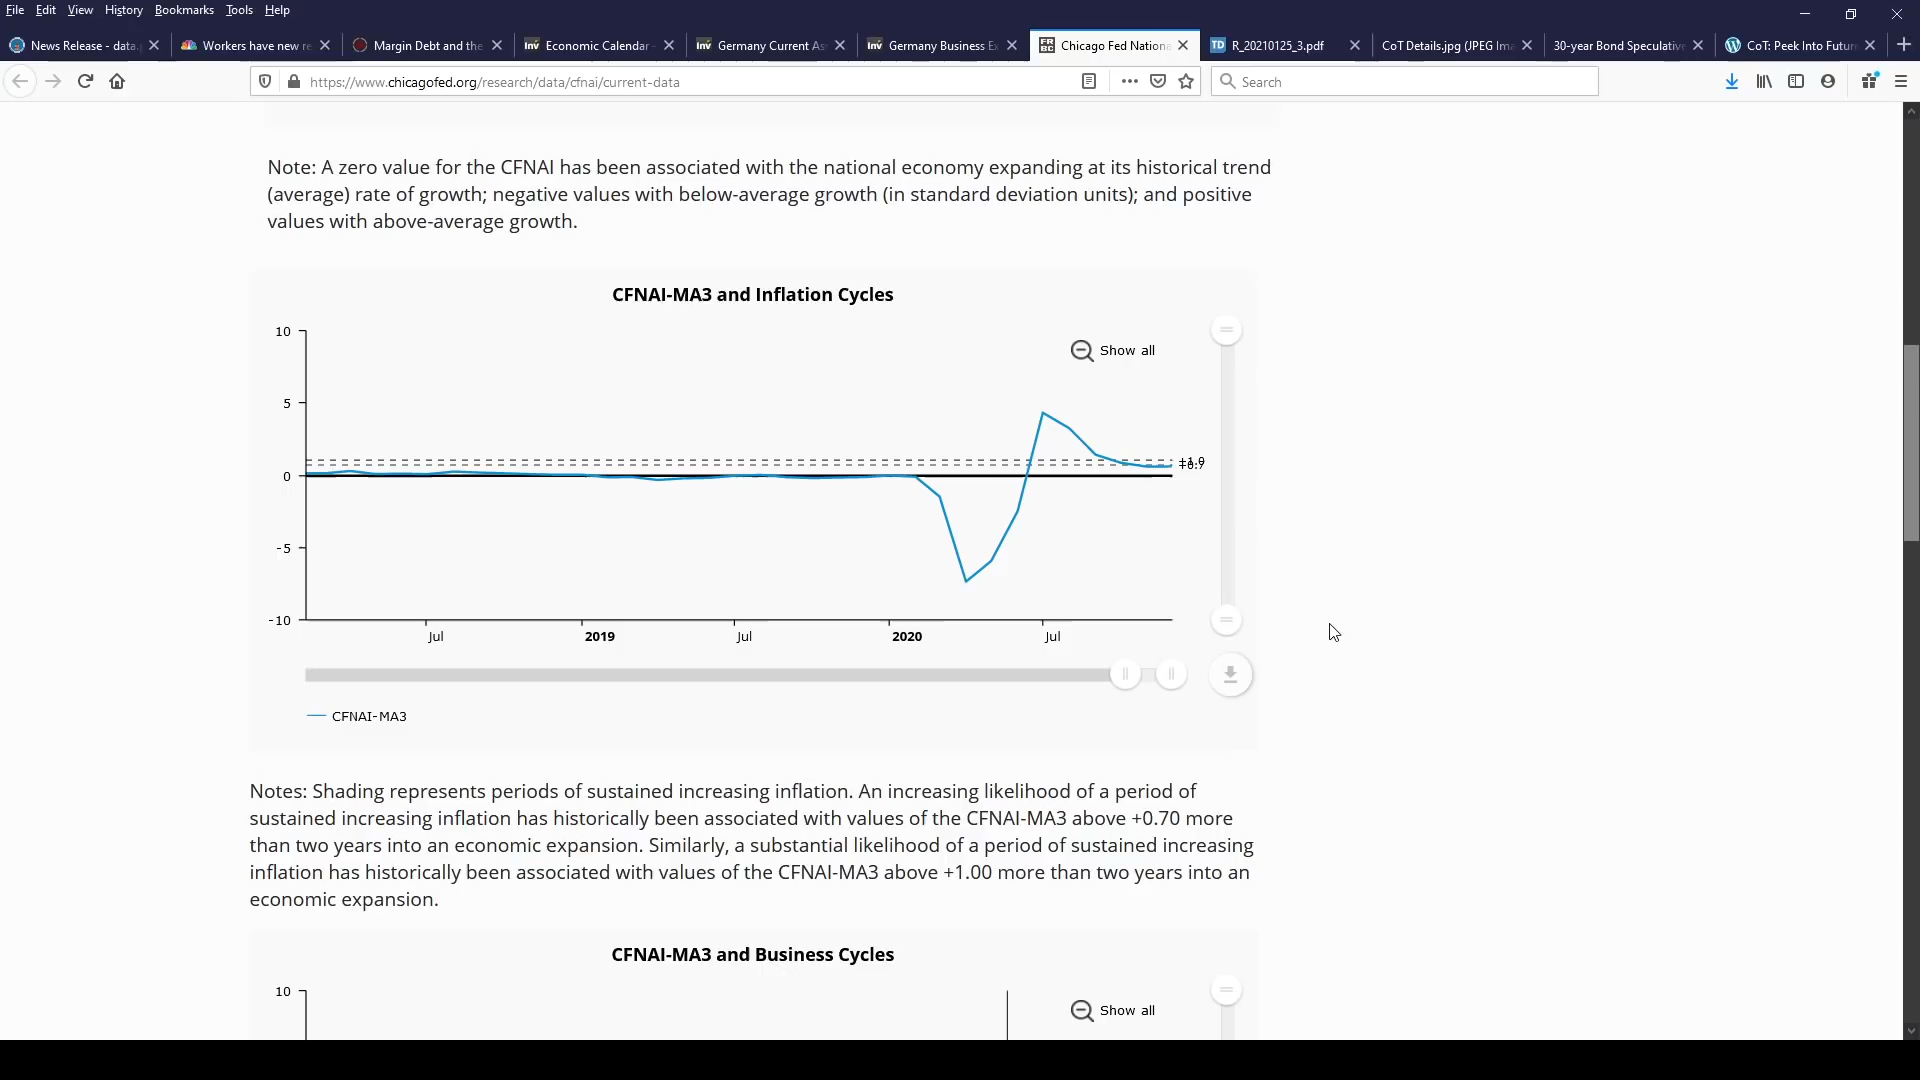 File Edit View History Bookmarks Tools Help
News Release - data.
Workers have new re
Margin Debt and the
Economic Calendar -
Germany Current As
Germany Business Ex
Chicago Fed Nationa
R_20210125_3.pdf
CoT Details.jpg (JPEG Ima
30-year Bond Speculativ
CoT: Peek Into Futur
https://www.chicagofed.org/research/data/cfnai/current-data
Search
Note: A zero value for the CFNAI has been associated with the national economy expanding at its historical trend
(average) rate of growth; negative values with below-average growth (in standard deviation units); and positive
values with above-average growth.
CFNAI-MA3 and Inflation Cycles
10
Show all
5
+1.0
+0.7
0
-5
-10
Jul 2019 Jul 2020 Jul
CFNAI-MA3
Notes: Shading represents periods of sustained increasing inflation. An increasing likelihood of a period of
sustained increasing inflation has historically been associated with values of the CFNAI-MA3 above +0.70 more
than two years into an economic expansion. Similarly, a substantial likelihood of a period of sustained increasing
inflation has historically been associated with values of the CFNAI-MA3 above +1.00 more than two years into an
economic expansion.
CFNAI-MA3 and Business Cycles
10
Show all